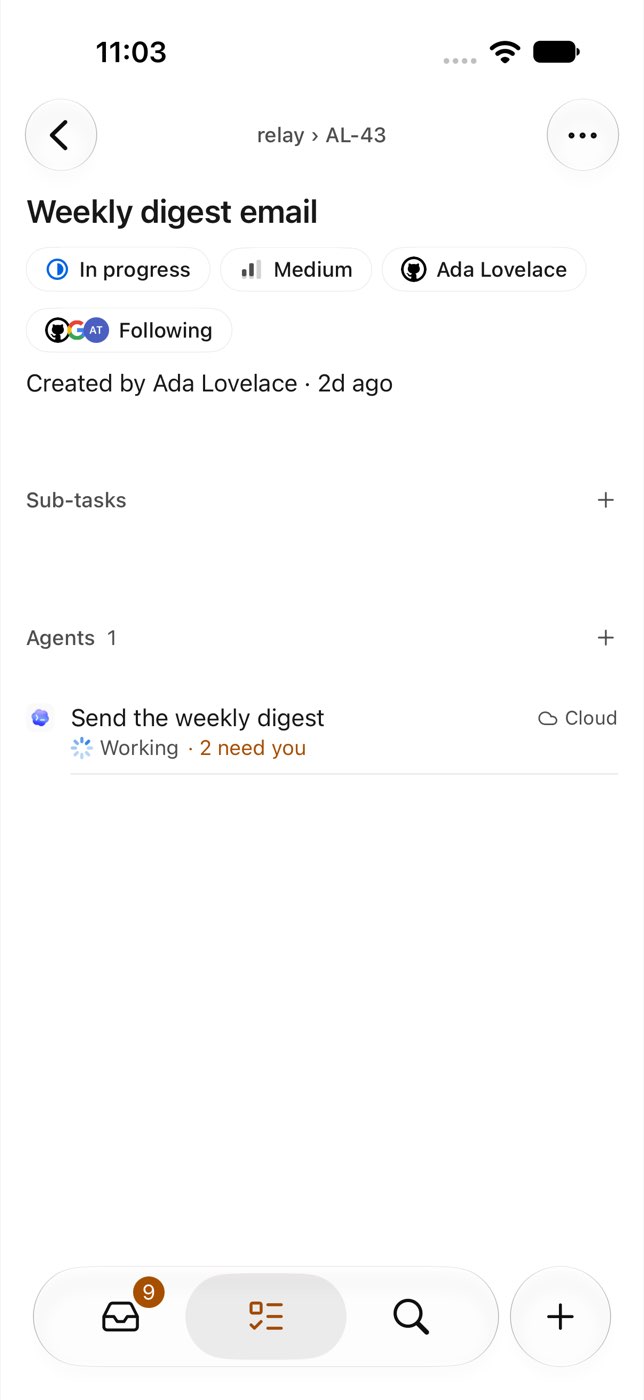 11:03
relay › AL-43
Weekly digest email
In progress
Medium
Ada Lovelace
AT
Following
Created by Ada Lovelace · 2d ago
Sub-tasks
Agents 1
Send the weekly digest
Cloud
Working · 2 need you
9